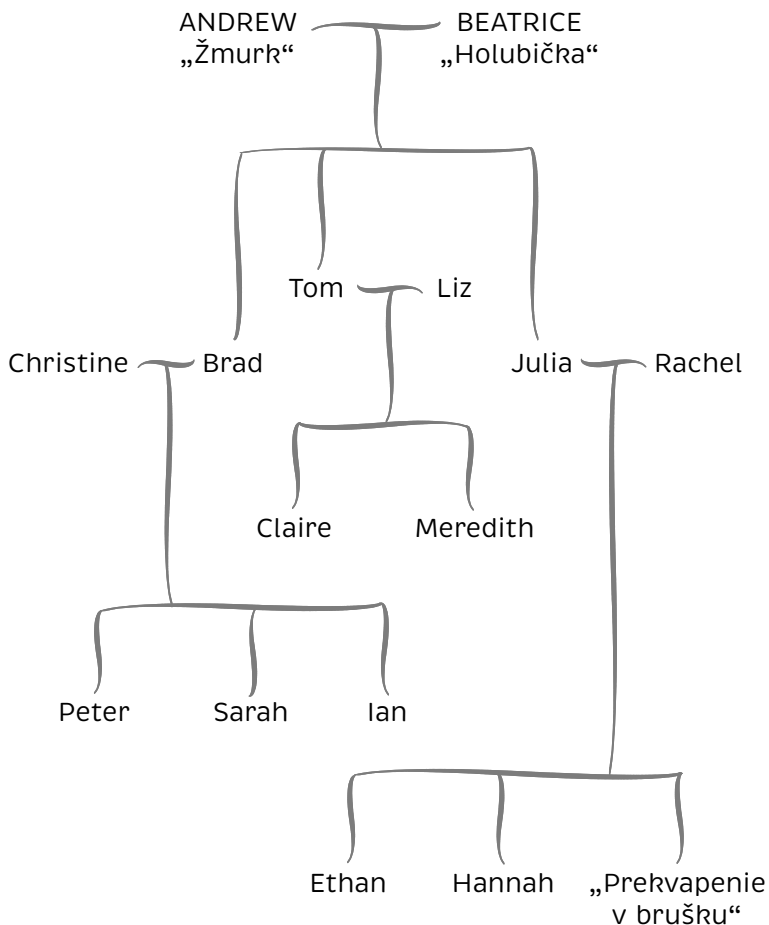 ANDREW BEATRICE
„Žmurk“ „Holubička“
Tom Liz
Christine Brad Julia Rachel
Claire Meredith
Peter Sarah Ian
Ethan Hannah „Prekvapenie
v brušku“